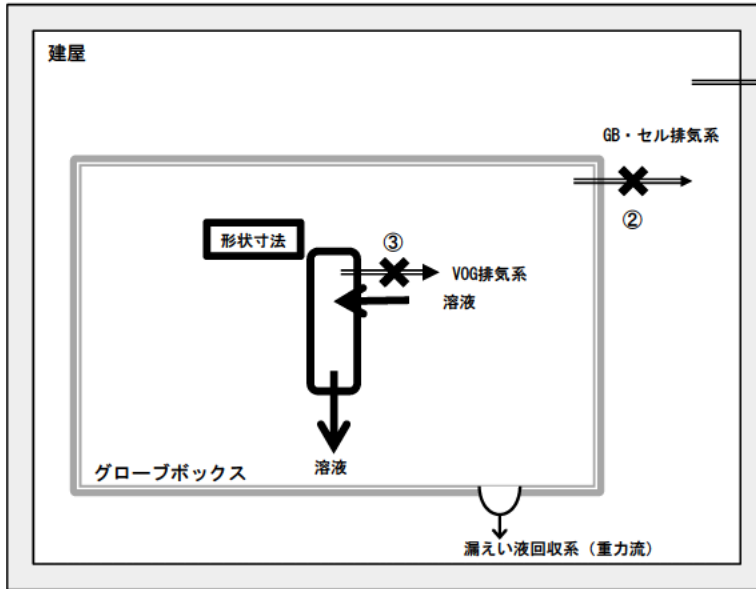 建屋
GB・セル排気系
②
形状寸法
③
VOG排気系
溶液
溶液
グローブボックス
漏えい液回収系（重力流）